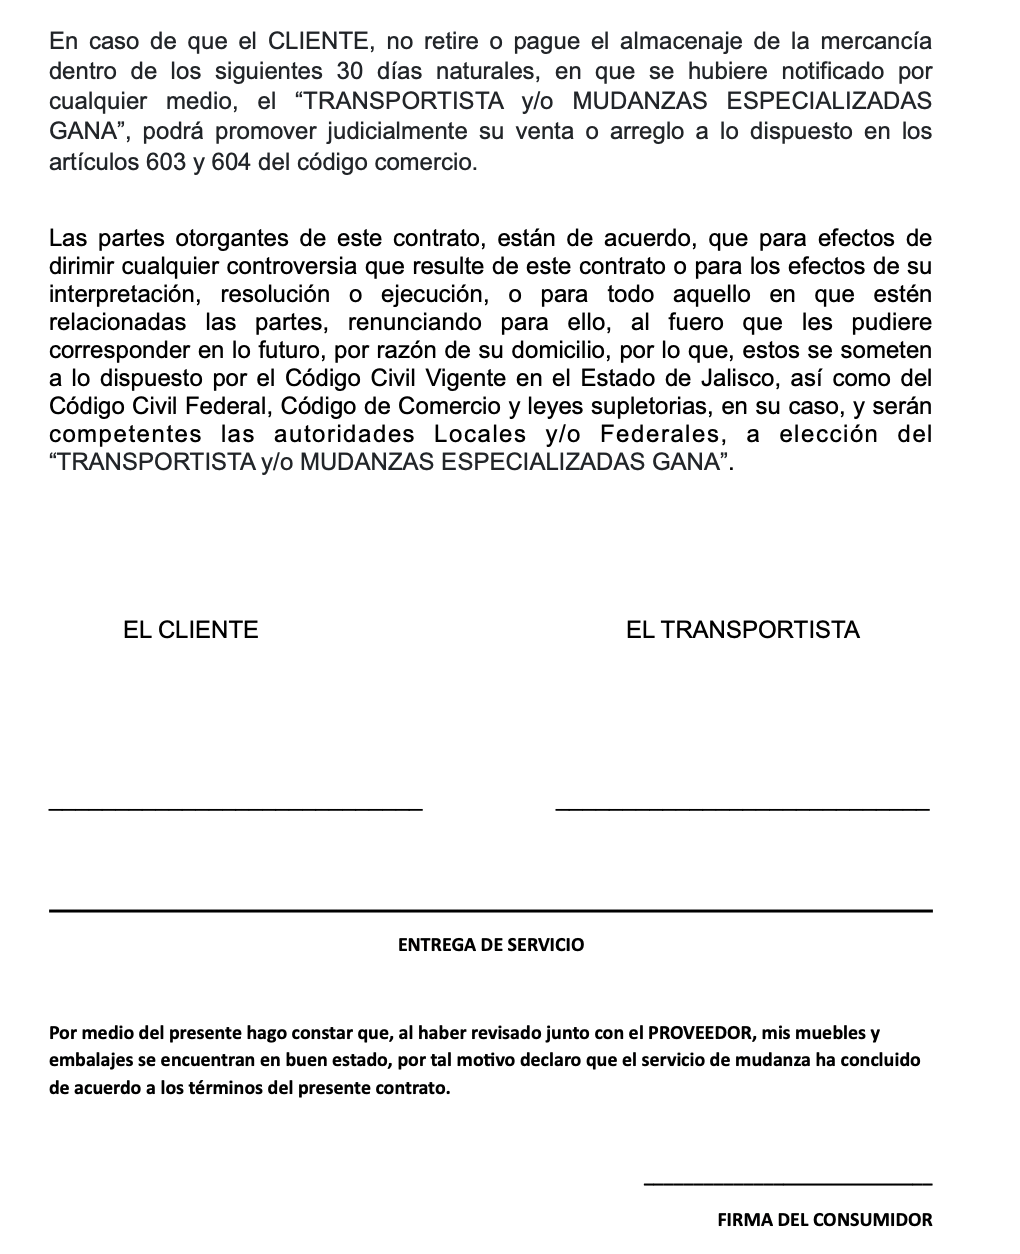 En caso de que el CLIENTE, no retire o pague el almacenaje de la mercancía
dentro de los siguientes 30 días naturales, en que se hubiere notificado por
cualquier medio, el “TRANSPORTISTA y/o MUDANZAS ESPECIALIZADAS
GANA”, podrá promover judicialmente su venta o arreglo a lo dispuesto en los
artículos 603 y 604 del código comercio.
Las partes otorgantes de este contrato, están de acuerdo, que para efectos de
dirimir cualquier controversia que resulte de este contrato o para los efectos de su
interpretación, resolución o ejecución, o para todo aquello en que estén
relacionadas las partes, renunciando para ello, al fuero que les pudiere
corresponder en lo futuro, por razón de su domicilio, por lo que, estos se someten
a lo dispuesto por el Código Civil Vigente en el Estado de Jalisco, así como del
Código Civil Federal, Código de Comercio y leyes supletorias, en su caso, y serán
competentes las autoridades Locales y/o Federales, a elección del
“TRANSPORTISTA y/o MUDANZAS ESPECIALIZADAS GANA”.
EL CLIENTE EL TRANSPORTISTA
ENTREGA DE SERVICIO
Por medio del presente hago constar que, al haber revisado junto con el PROVEEDOR, mis muebles y
embalajes se encuentran en buen estado, por tal motivo declaro que el servicio de mudanza ha concluido
de acuerdo a los términos del presente contrato.
FIRMA DEL CONSUMIDOR